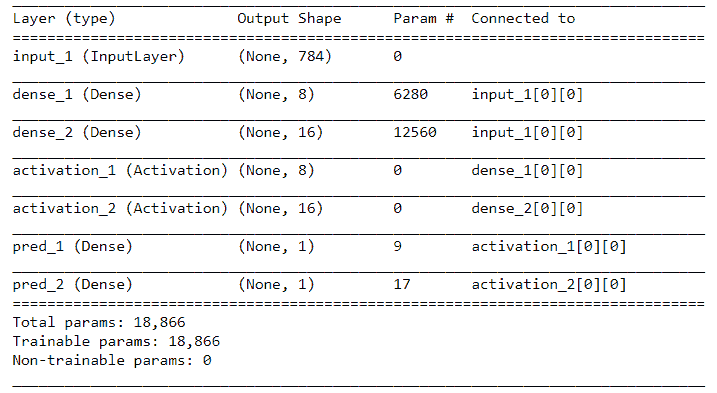 Layer (type) Output Shape Param # Connected to
input_1 (InputLayer) (None, 784) 0
dense_1 (Dense) (None, 8) 6280 input_1[0][0]
dense_2 (Dense) (None, 16) 12560 input_1[0][0]
activation_1 (Activation) (None, 8) 0 dense_1[0][0]
activation_2 (Activation) (None, 16) 0 dense_2[0][0]
pred_1 (Dense) (None, 1) 9 activation_1[0][0]
pred_2 (Dense) (None, 1) 17 activation_2[0][0]
Total params: 18,866
Trainable params: 18,866
Non-trainable params: 0